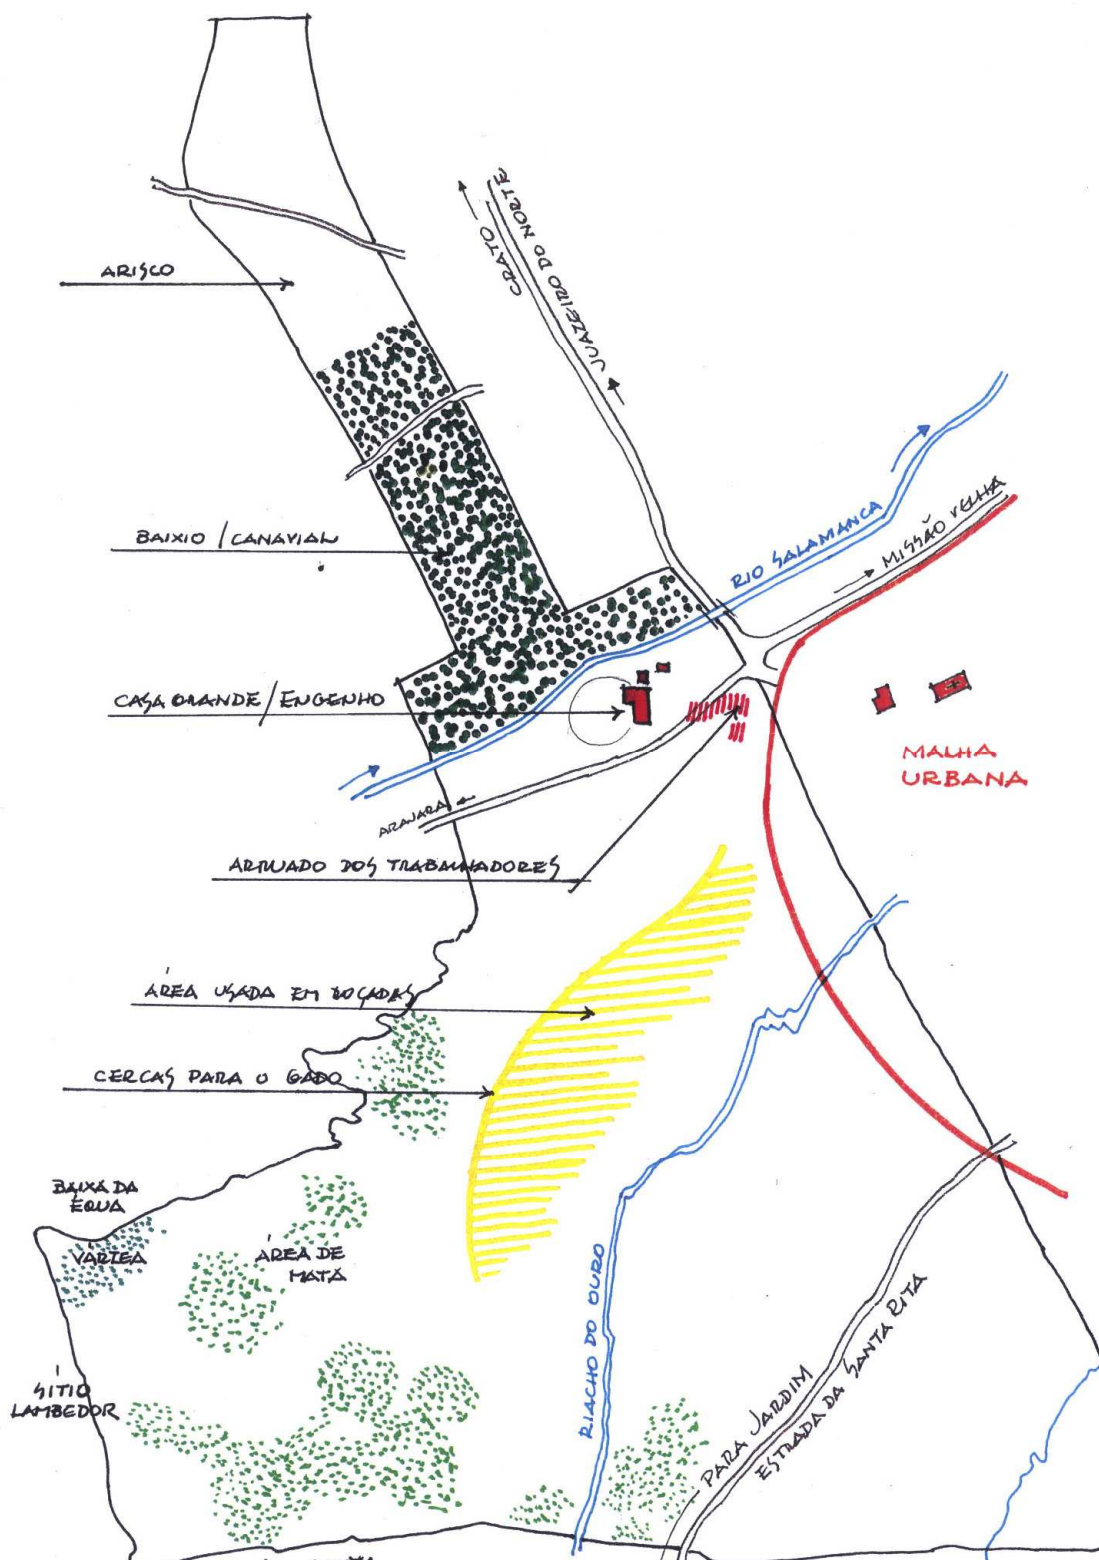 CRATO
JUAZEIRO DO NORTE
ARISCO
BAIXIO / CANAVIAL
RIO SALAMANCA
MISSÃO VELHA
CASA GRANDE / ENGENHO
MALHA
URBANA
ARAJARA
ARRUADO DOS TRABALHADORES
ÁREA USADA EM ROÇADAS
CERCAS PARA O GADO
BAIXA DA
ÉGUA
VÁRZEA
ÁREA DE
MATA
SÍTIO
LAMBEDOR
RIACHO DO OURO
PARA JARDIM
ESTRADA DA SANTA RITA